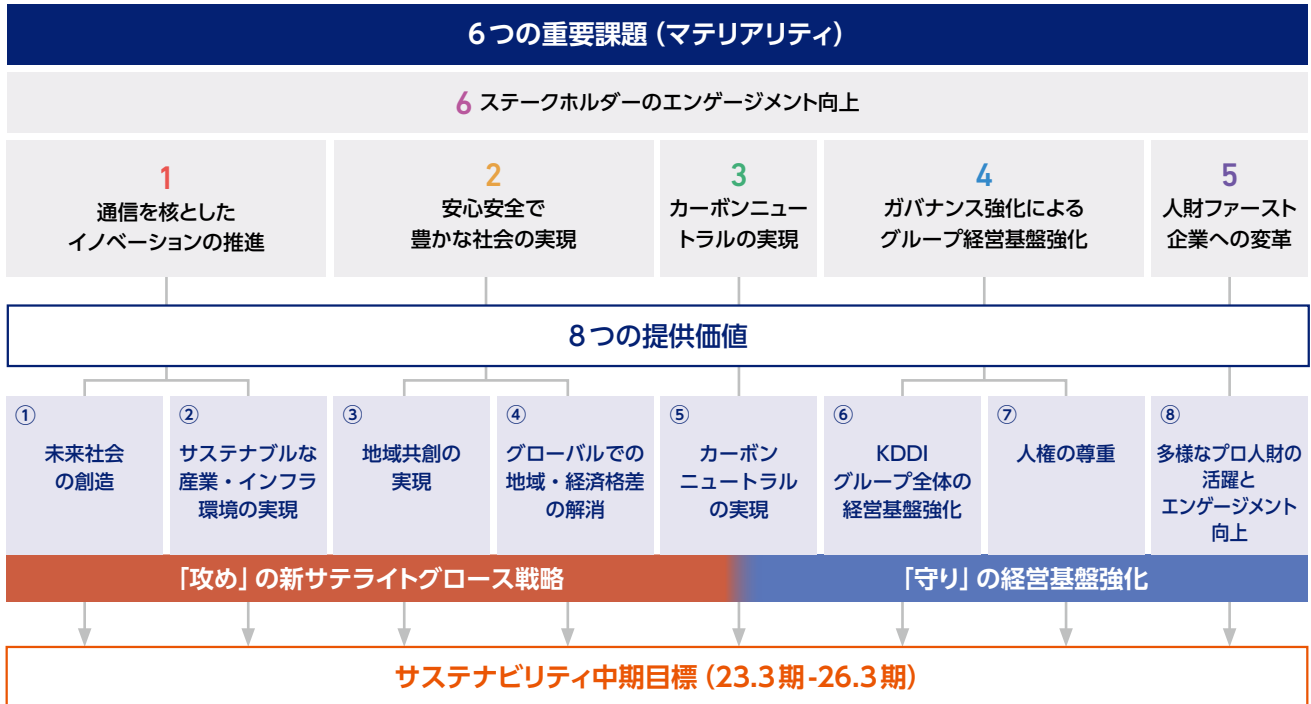 6つの重要課題（マテリアリティ）
6 ステークホルダーのエンゲージメント向上
1
通信を核とした
イノベーションの推進
2
安心安全で
豊かな社会の実現
3
カーボンニュー
トラルの実現
4
ガバナンス強化による
グループ経営基盤強化
5
人財ファースト
企業への変革
8つの提供価値
①
未来社会
の創造
②
サステナブルな
産業・インフラ
環境の実現
③
地域共創の
実現
④
グローバルでの
地域・経済格差
の解消
⑤
カーボン
ニュートラル
の実現
⑥
KDDI
グループ全体の
経営基盤強化
⑦
人権の尊重
⑧
多様なプロ人財の
活躍と
エンゲージメント
向上
「攻め」の新サテライトグロース戦略
「守り」の経営基盤強化
サステナビリティ中期目標（23.3期-26.3期）